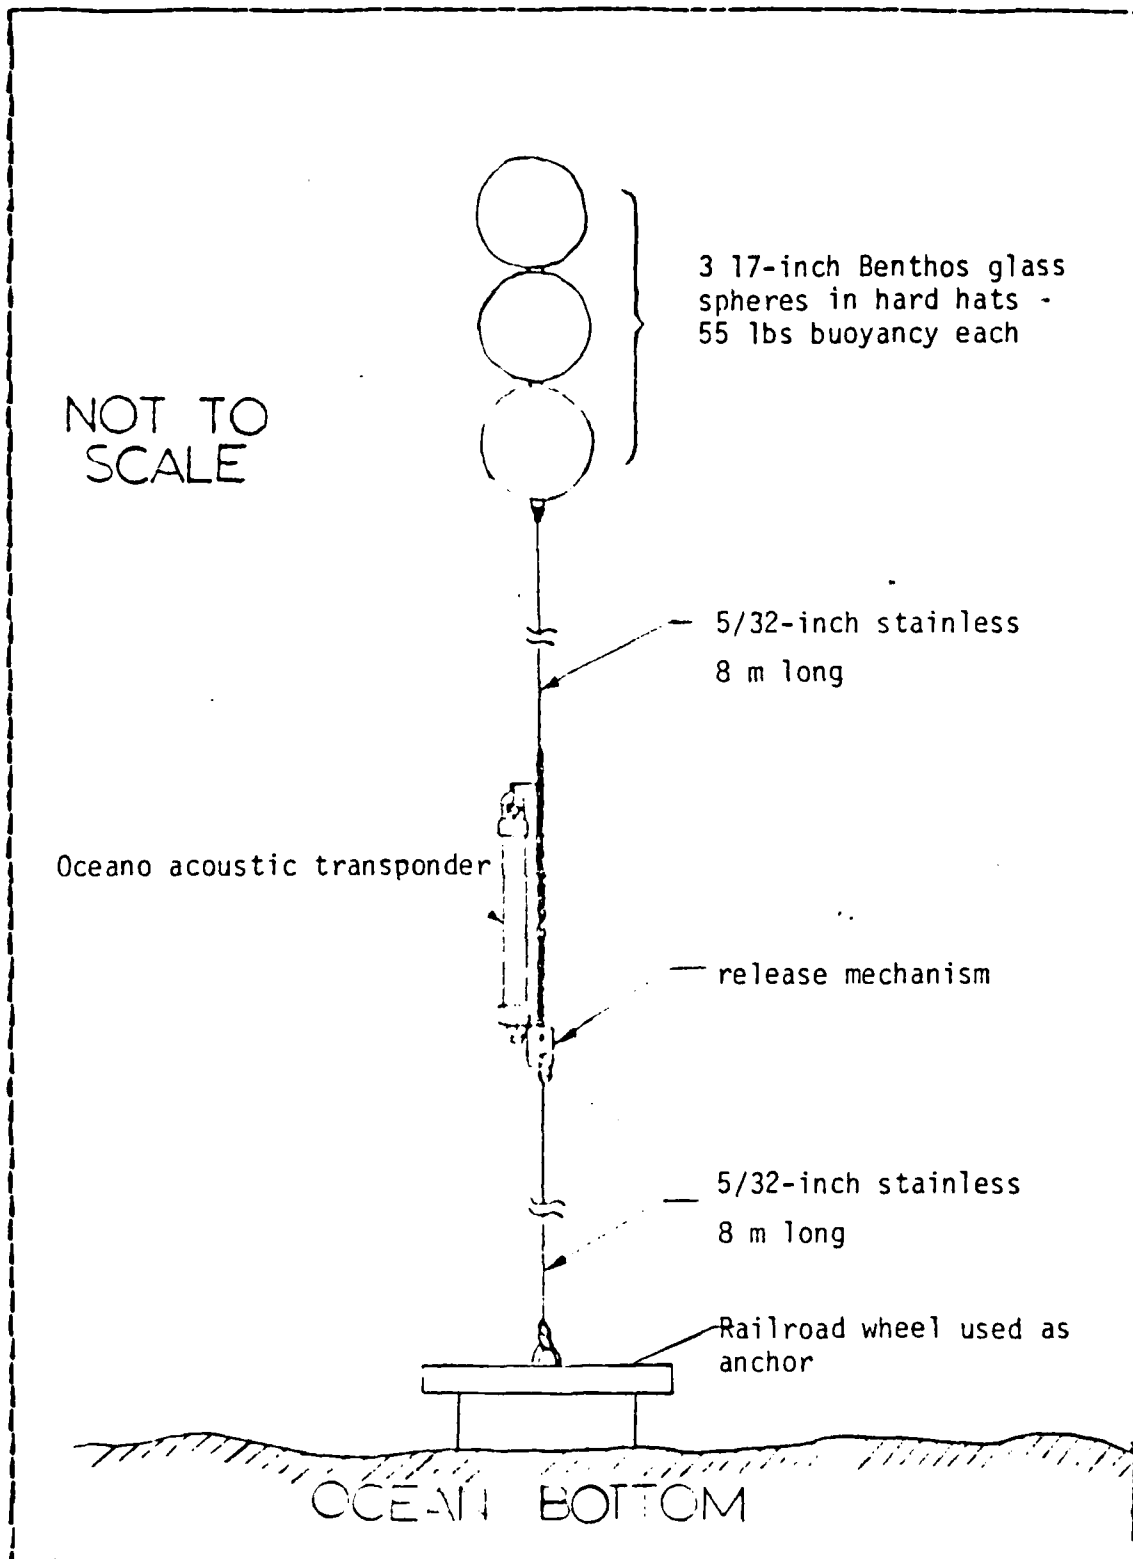 3 17-inch Benthos glass
spheres in hard hats -
55 lbs buoyancy each
NOT TO
SCALE
5/32-inch stainless
8 m long
Oceano acoustic transponder
release mechanism
5/32-inch stainless
8 m long
Railroad wheel used as
anchor
OCEAN BOTTOM